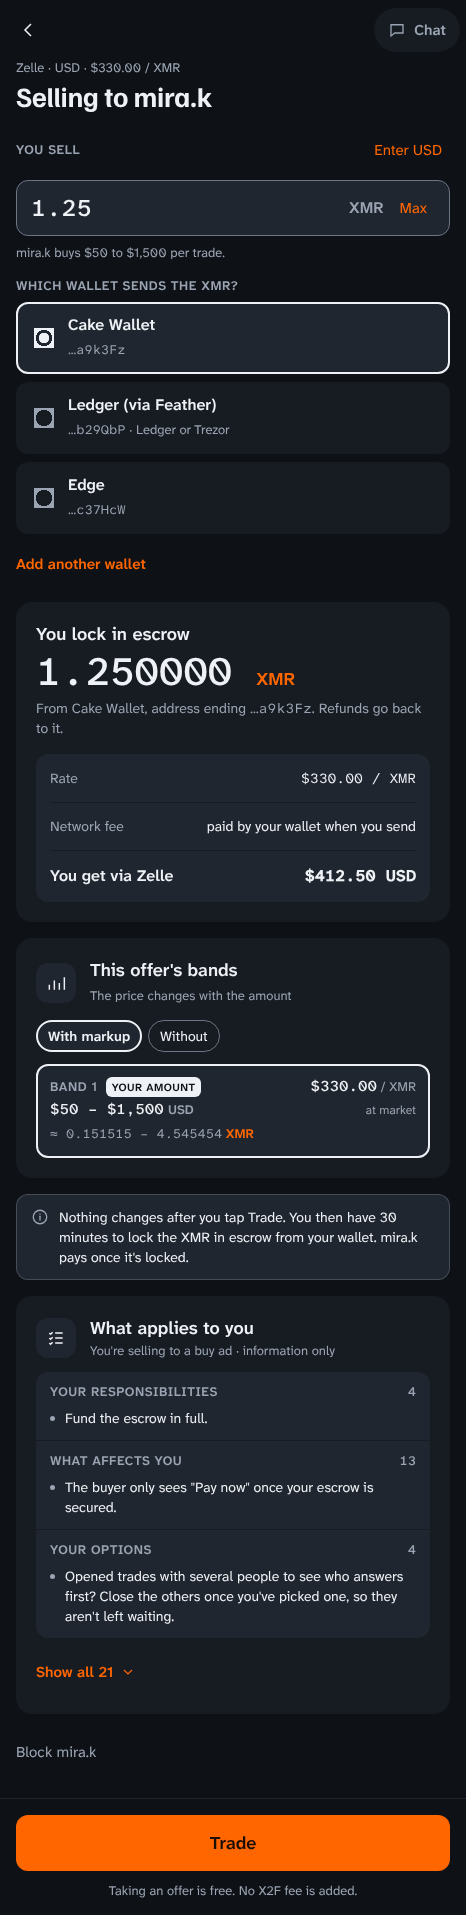 Chat
Zelle · USD · $330.00 / XMR
Selling to mira.k
YOU SELL
Enter USD
1.25
XMR
Max
mira.k buys $50 to $1,500 per trade.
WHICH WALLET SENDS THE XMR?
Cake Wallet
…a9k3Fz
Ledger (via Feather)
…b29QbP · Ledger or Trezor
Edge
…c37HcW
Add another wallet
You lock in escrow
1.250000 XMR
From Cake Wallet, address ending …a9k3Fz. Refunds go back
to it.
Rate
$330.00 / XMR
Network fee
paid by your wallet when you send
You get via Zelle
$412.50 USD
This offer's bands
The price changes with the amount
With markup
Without
BAND 1 YOUR AMOUNT
$330.00 / XMR
$50 – $1,500 USD
at market
≈ 0.151515 – 4.545454 XMR
Nothing changes after you tap Trade. You then have 30
minutes to lock the XMR in escrow from your wallet. mira.k
pays once it's locked.
What applies to you
You're selling to a buy ad · information only
YOUR RESPONSIBILITIES
4
• Fund the escrow in full.
WHAT AFFECTS YOU
13
• The buyer only sees "Pay now" once your escrow is
secured.
YOUR OPTIONS
4
• Opened trades with several people to see who answers
first? Close the others once you've picked one, so they
aren't left waiting.
Show all 21
Block mira.k
Trade
Taking an offer is free. No X2F fee is added.